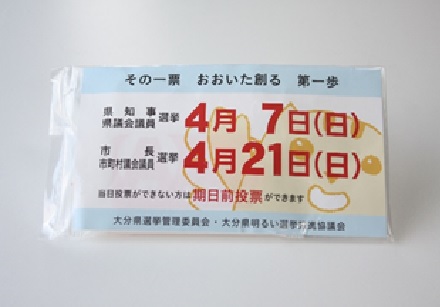 その一票 おおいた創る 第一歩
県知事
県議会議員 選挙 4月 7日(日)
市長
市町村議会議員 選挙 4月21日(日)
当日投票ができない方は期日前投票ができます
大分県選挙管理委員会・大分県明るい選挙推進協議会